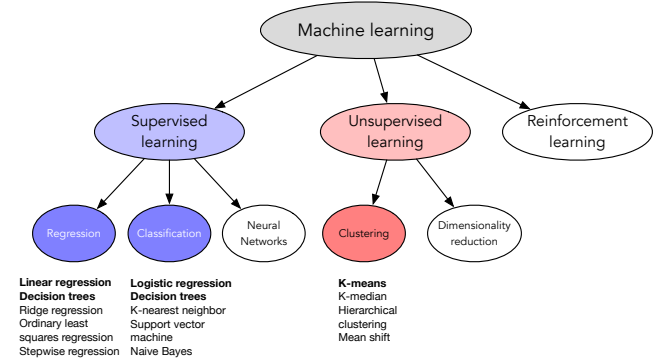 Machine learning
Supervised
learning
Unsupervised
learning
Reinforcement
learning
Regression
Classification
Neural
Networks
Clustering
Dimensionality
reduction
Linear regression
Decision trees
Ridge regression
Ordinary least
squares regression
Stepwise regression
Logistic regression
Decision trees
K-nearest neighbor
Support vector
machine
Naive Bayes
K-means
K-median
Hierarchical
clustering
Mean shift